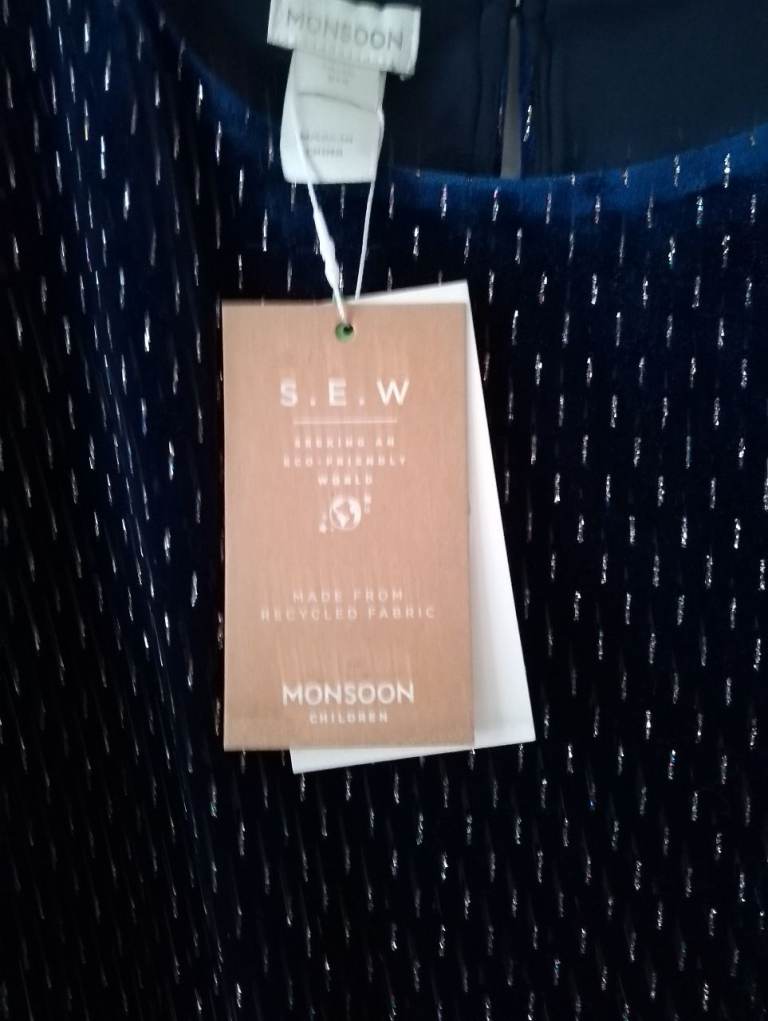 MONSOON
S.E.W
SEEKING AN
ECO-FRIENDLY
WORLD
MADE FROM
RECYCLED FABRIC
MONSOON
CHILDREN